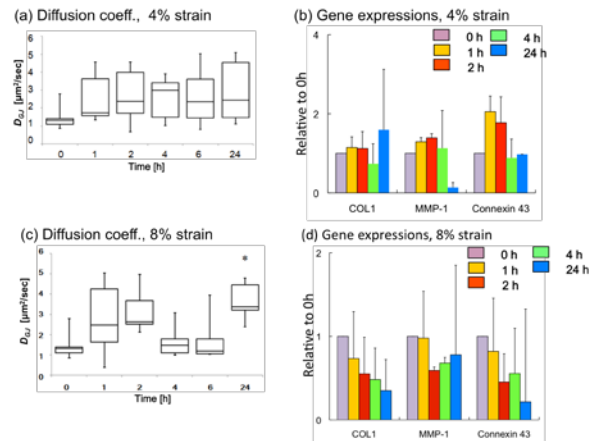 (a) Diffusion coeff., 4% strain
D_GJ [μm²/sec]
6
5
4
3
2
1
0
0 1 2 4 6 24
Time [h]
(b) Gene expressions, 4% strain
Relative to 0h
4
2
0
0 h
1 h
2 h
4 h
24 h
COL1 MMP-1 Connexin 43
(c) Diffusion coeff., 8% strain
D_GJ [μm²/sec]
6
5
4
3
2
1
0
0 1 2 4 6 24
Time [h]
(d) Gene expressions, 8% strain
Relative to 0h
2
1
0
0 h
1 h
2 h
4 h
24 h
COL1 MMP-1 Connexin 43